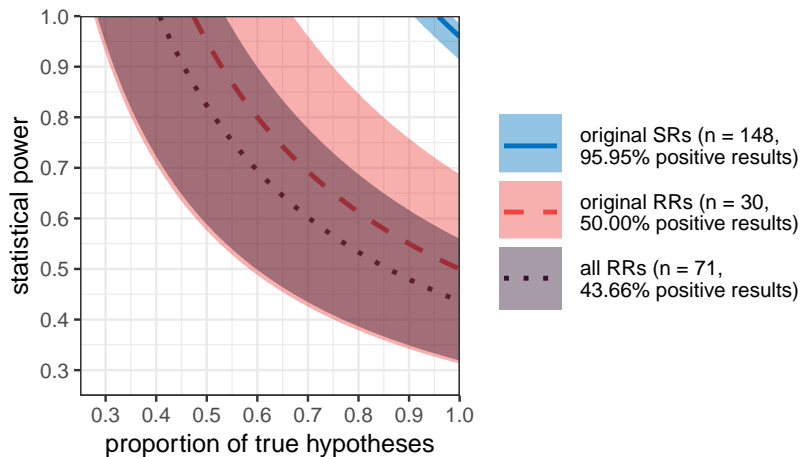 1.0
0.9
0.8
0.7
0.6
0.5
0.4
0.3
statistical power
0.3 0.4 0.5 0.6 0.7 0.8 0.9 1.0
proportion of true hypotheses
original SRs (n = 148,
95.95% positive results)
original RRs (n = 30,
50.00% positive results)
all RRs (n = 71,
43.66% positive results)